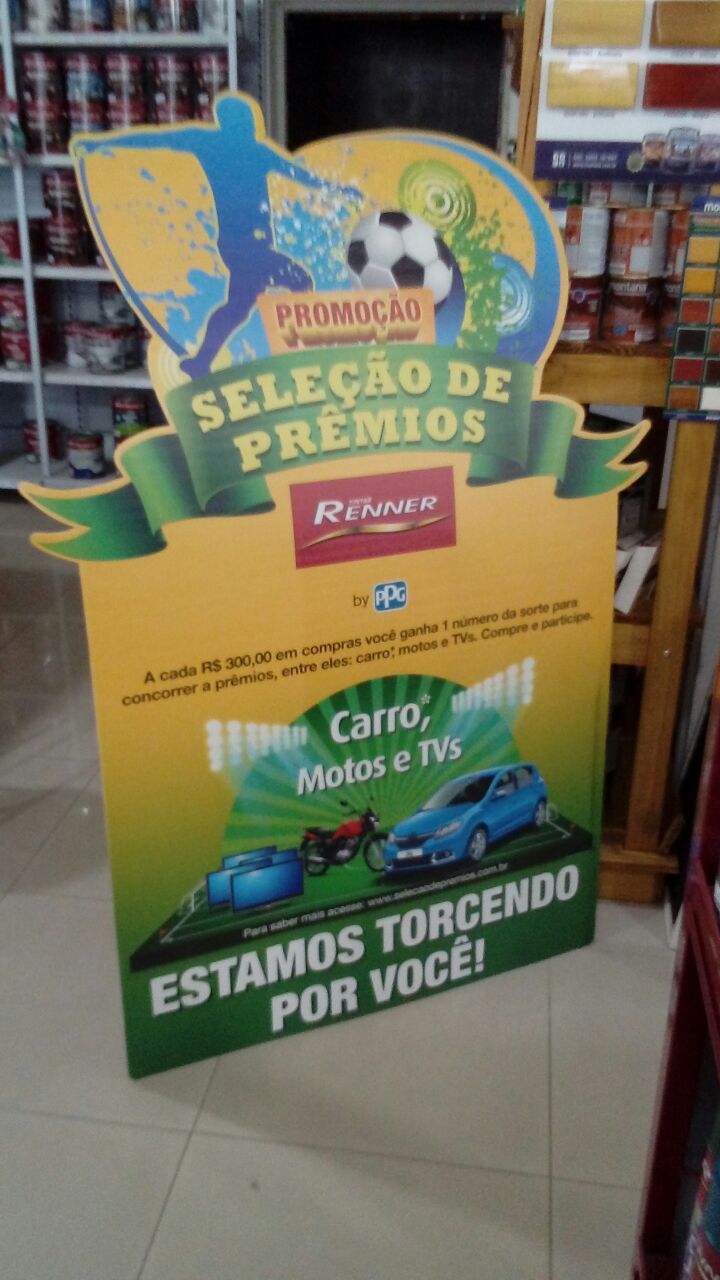 PROMOÇÃO
SELEÇÃO DE
PRÊMIOS
TINTAS
RENNER
by PPG
A cada R$ 300,00 em compras você ganha 1 número da sorte para
concorrer a prêmios, entre eles: carro*, motos e TVs. Compre e participe.
Carro*,
Motos e TVs
Para saber mais acesse: www.selecaodepremios.com.br
ESTAMOS TORCENDO
POR VOCÊ!
montana